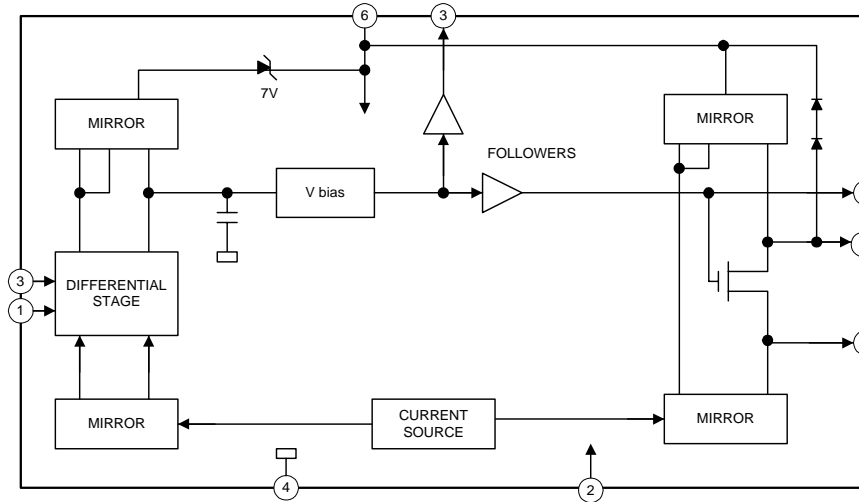 6
3
7V
MIRROR
MIRROR
FOLLOWERS
V bias
3
1
DIFFERENTIAL
STAGE
MIRROR
CURRENT
SOURCE
MIRROR
4
2